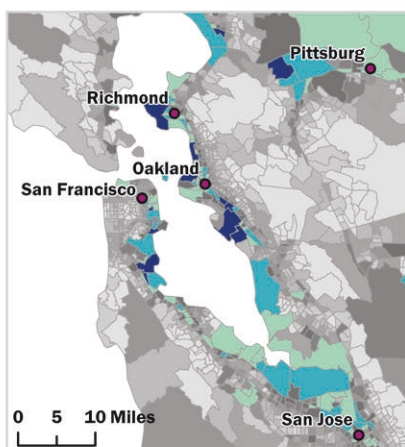 Pittsburg
Richmond
Oakland
San Francisco
0 5 10 Miles
San Jose